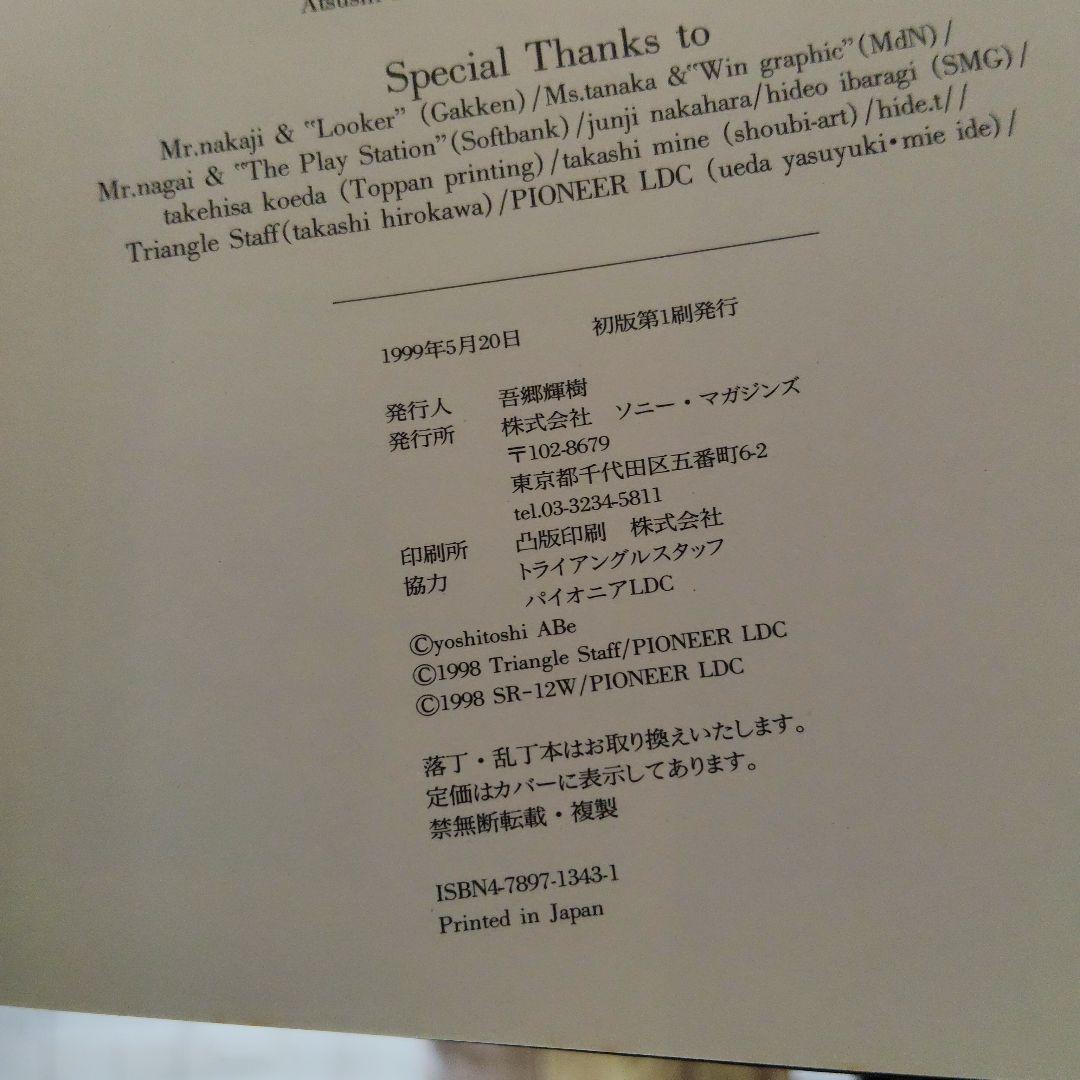 Special Thanks to
Mr.nakaji & "Looker" (Gakken)/Ms.tanaka &"Win graphic"(MdN)/
Mr.nagai & "The Play Station"(Softbank)/junji nakahara/hideo ibaragi (SMG)/
takehisa koeda (Toppan printing)/takashi mine (shoubi-art)/hide.t//
Triangle Staff(takashi hirokawa)/PIONEER LDC (ueda yasuyuki・mie ide)/
1999年5月20日 初版第1刷発行
発行人 吾郷輝樹
発行所 株式会社 ソニー・マガジンズ
〒102-8679
東京都千代田区五番町6-2
tel.03-3234-5811
印刷所 凸版印刷 株式会社
協力 トライアングルスタッフ
パイオニアLDC
©yoshitoshi ABe
©1998 Triangle Staff/PIONEER LDC
©1998 SR-12W/PIONEER LDC
落丁・乱丁本はお取り換えいたします。
定価はカバーに表示してあります。
禁無断転載・複製
ISBN4-7897-1343-1
Printed in Japan